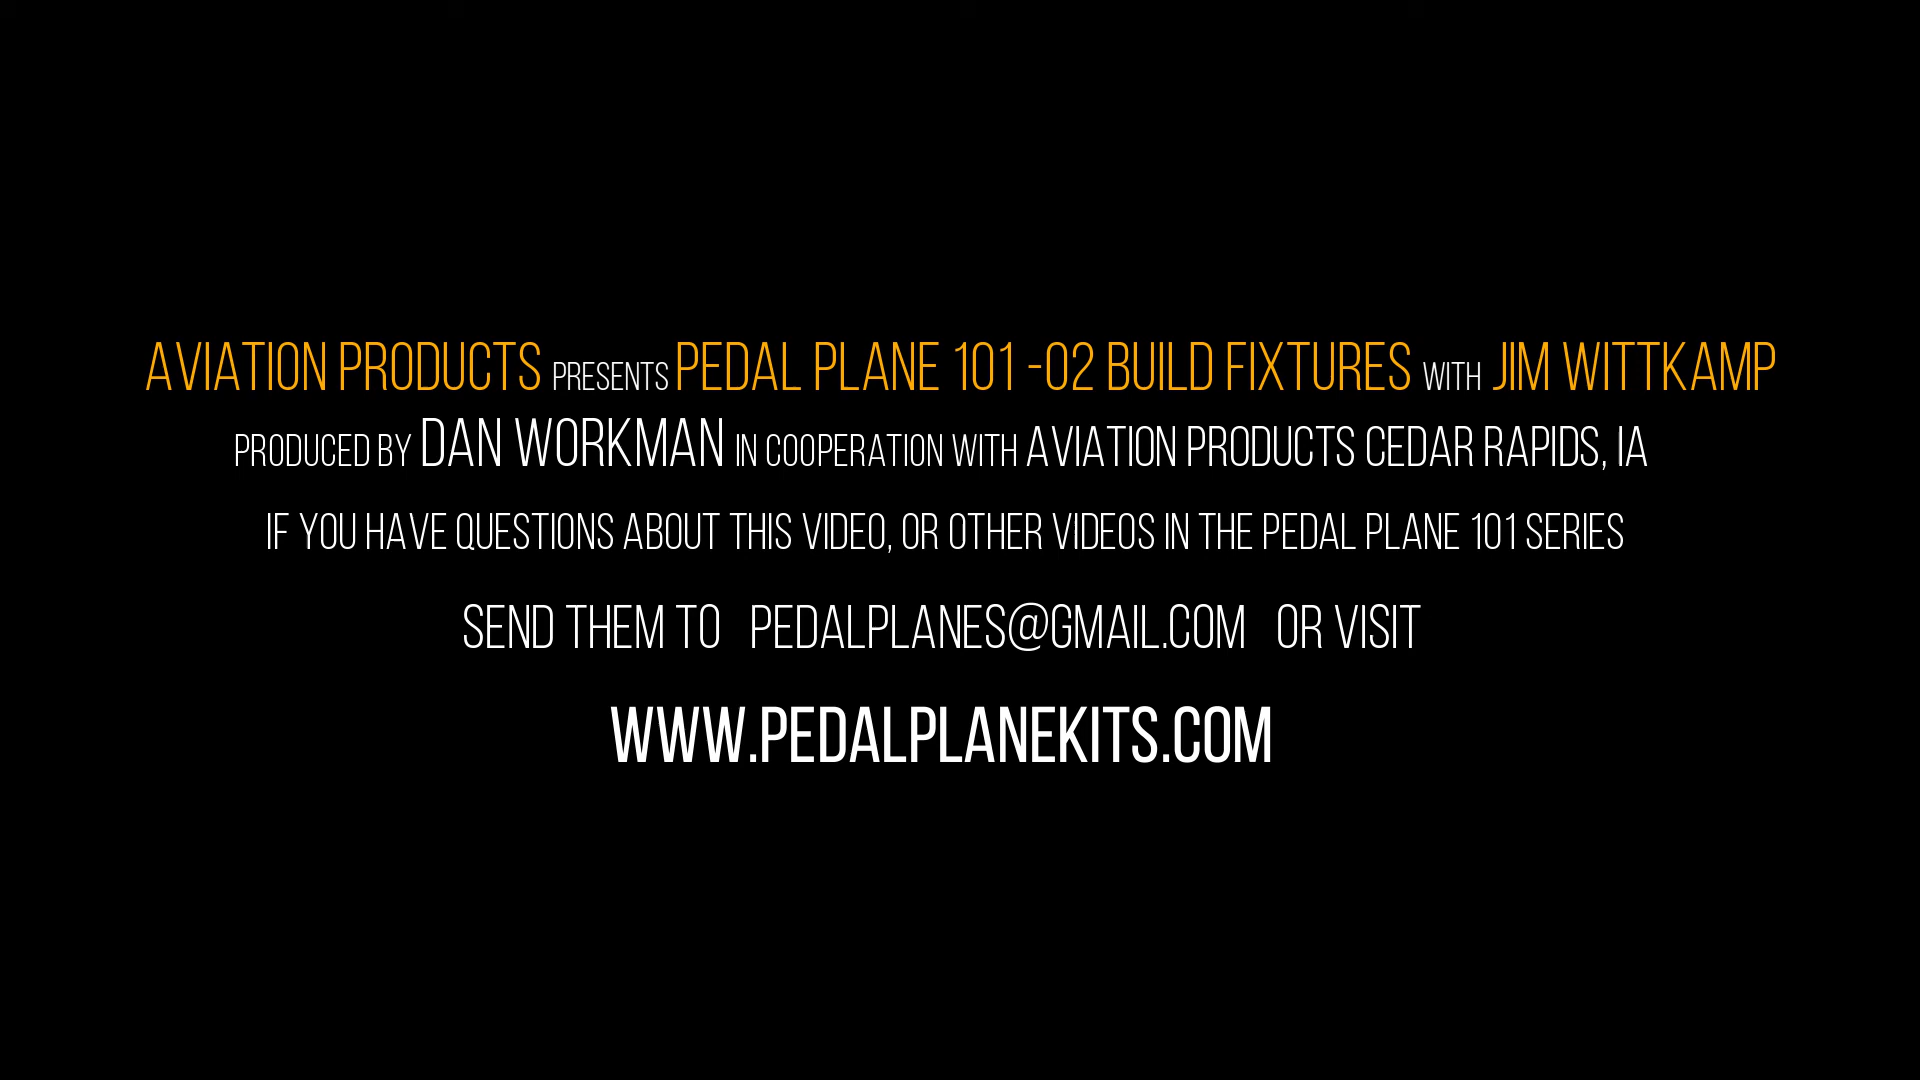 AVIATION PRODUCTS PRESENTS PEDAL PLANE 101 -02 BUILD FIXTURES WITH JIM WITTKAMP
PRODUCED BY DAN WORKMAN IN COOPERATION WITH AVIATION PRODUCTS CEDAR RAPIDS, IA
IF YOU HAVE QUESTIONS ABOUT THIS VIDEO, OR OTHER VIDEOS IN THE PEDAL PLANE 101 SERIES
SEND THEM TO PEDALPLANES@GMAIL.COM OR VISIT
WWW.PEDALPLANEKITS.COM